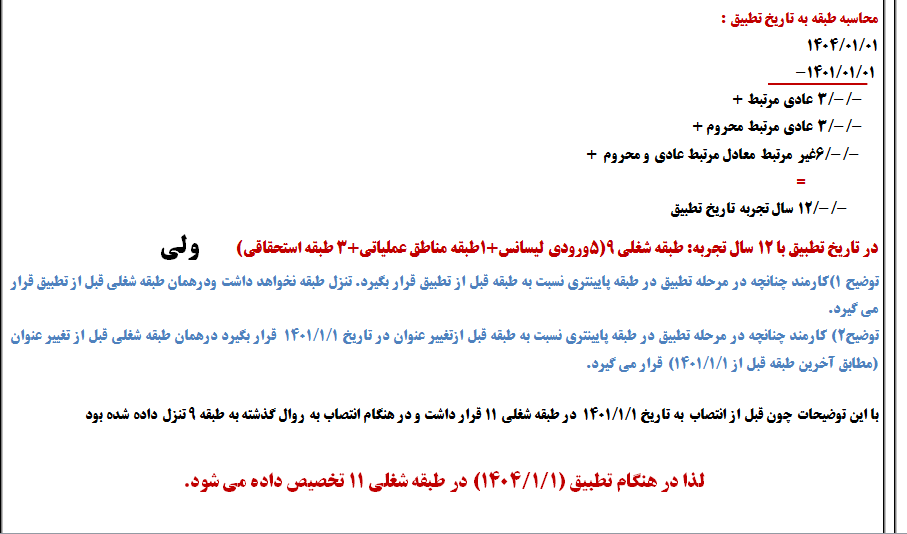 محاسبه طبقه به تاریخ تطبیق :
۱۴۰۴/۰۱/۰۱
۱۴۰۱/۰۱/۰۱−
−/−/۳ عادی مرتبط +
−/−/۳ عادی مرتبط محروم +
−/−/۶غیر مرتبط معادل مرتبط عادی و محروم +
=
−/−/۱۲ سال تجربه تاریخ تطبیق
در تاریخ تطبیق با ۱۲ سال تجربه: طبقه شغلی ۹(۵ورودی لیسانس+۱طبقه مناطق عملیاتی+۳ طبقه استحقاقی) ولی
توضیح ۱)کارمند چنانچه در مرحله تطبیق در طبقه پایینتری نسبت به طبقه قبل از تطبیق قرار بگیرد. تنزل طبقه نخواهد داشت ودرهمان طبقه شغلی قبل از تطبیق قرار
می گیرد.
توضیح۲) کارمند چنانچه در مرحله تطبیق در طبقه پایینتری نسبت به طبقه قبل ازتغییر عنوان در تاریخ ۱۴۰۱/۱/۱ قرار بگیرد درهمان طبقه شغلی قبل از تغییر عنوان
(مطابق آخرین طبقه قبل از ۱۴۰۱/۱/۱) قرار می گیرد.
با این توضیحات چون قبل از انتصاب به تاریخ ۱۴۰۱/۱/۱ در طبقه شغلی ۱۱ قرار داشت و در هنگام انتصاب به روال گذشته به طبقه ۹ تنزل داده شده بود
لذا در هنگام تطبیق (۱۴۰۴/۱/۱) در طبقه شغلی ۱۱ تخصیص داده می شود.